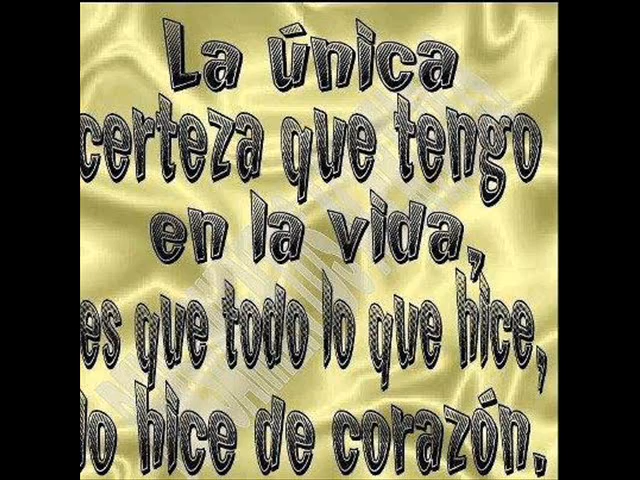 La única
certeza que tengo
en la vida,
es que todo lo que hice,
lo hice de corazón.